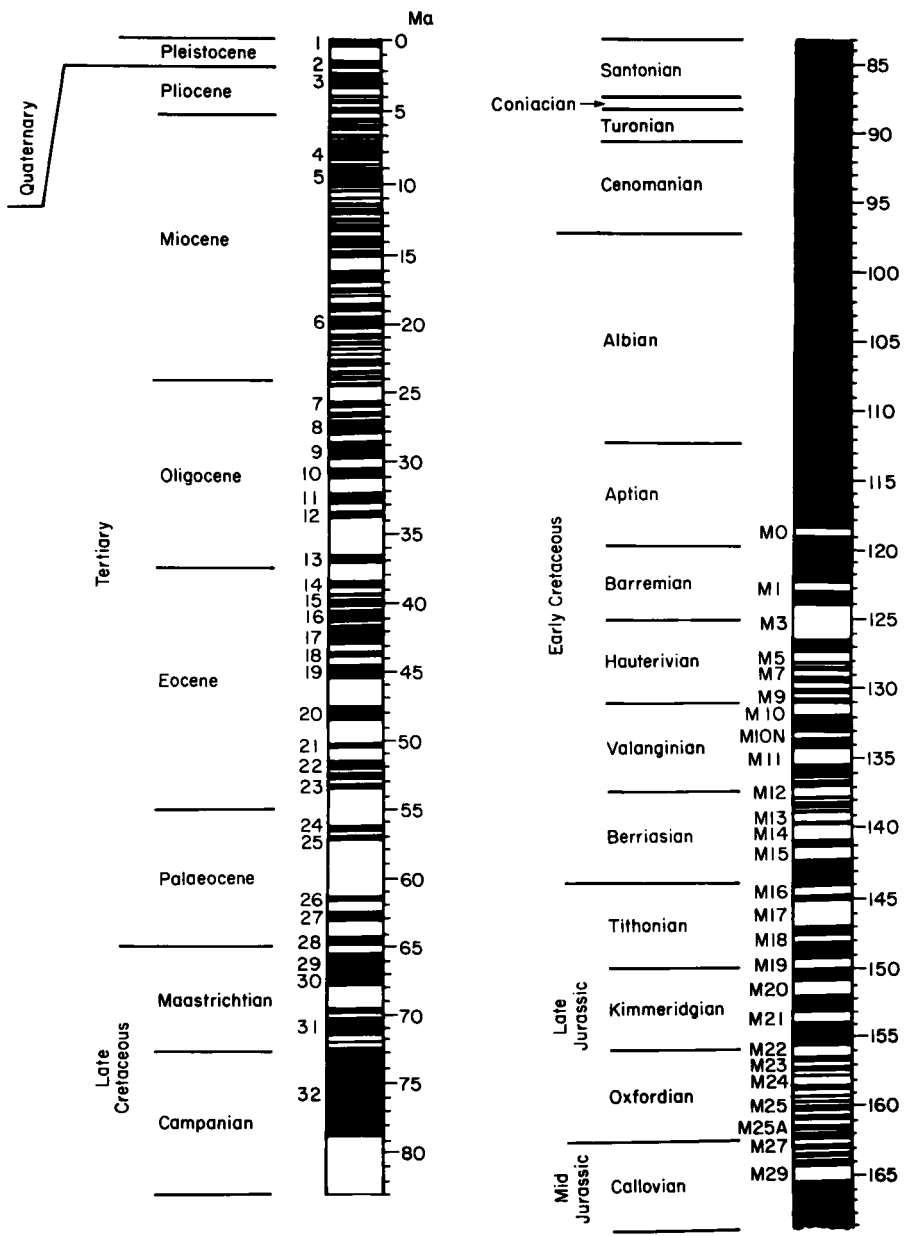 Ma
Quaternary
Pleistocene
Pliocene
Miocene
Tertiary
Oligocene
Eocene
Palaeocene
Late
Cretaceous
Maastrichtian
Campanian
1
2
3
4
5
6
7
8
9
10
11
12
13
14
15
16
17
18
19
20
21
22
23
24
25
26
27
28
29
30
31
32
0
5
10
15
20
25
30
35
40
45
50
55
60
65
70
75
80
Santonian
Coniacian
Turonian
Cenomanian
Early Cretaceous
Albian
Aptian
Barremian
Hauterivian
Valanginian
Berriasian
Late
Jurassic
Tithonian
Kimmeridgian
Oxfordian
Mid
Jurassic
Callovian
M0
M1
M3
M5
M7
M9
M10
M10N
M11
M12
M13
M14
M15
M16
M17
M18
M19
M20
M21
M22
M23
M24
M25
M25A
M27
M29
85
90
95
100
105
110
115
120
125
130
135
140
145
150
155
160
165